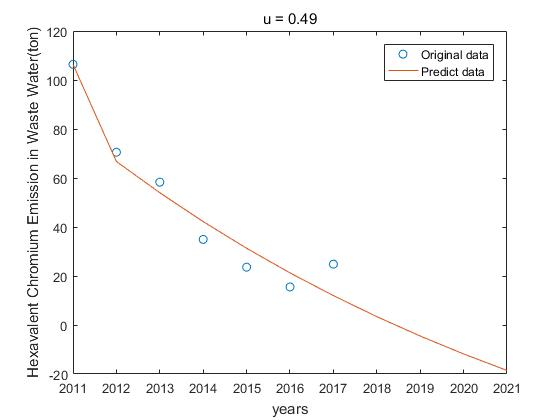 u = 0.49
Hexavalent Chromium Emission in Waste Water(ton)
120
100
80
60
40
20
0
-20
Original data
Predict data
2011 2012 2013 2014 2015 2016 2017 2018 2019 2020 2021
years